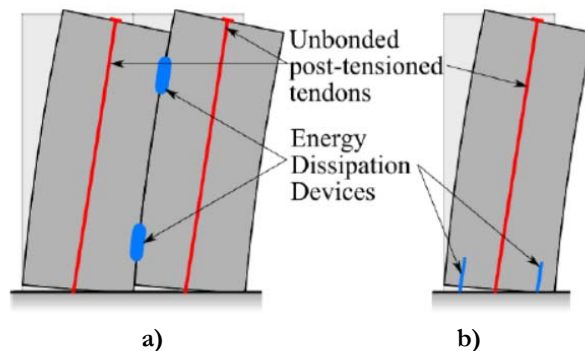 Unbonded
post-tensioned
tendons
Energy
Dissipation
Devices
a)
b)